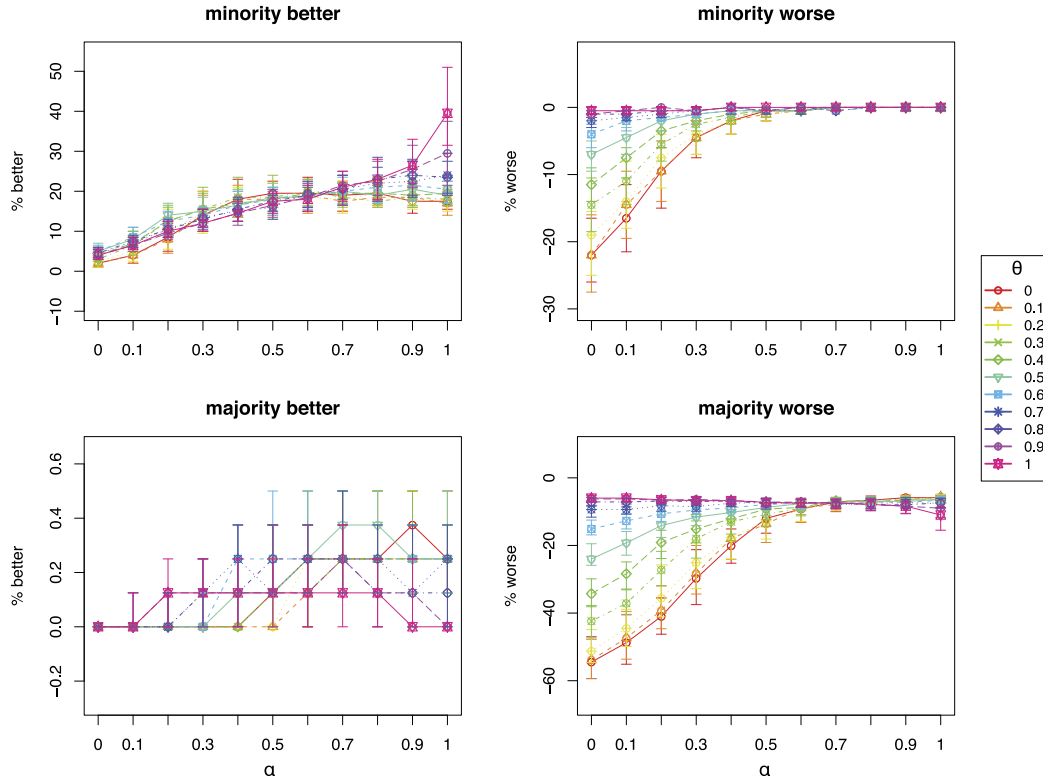 minority better
% better
50
40
30
20
10
0
−10
0 0.1 0.3 0.5 0.7 0.9 1
minority worse
% worse
0
−10
−20
−30
0 0.1 0.3 0.5 0.7 0.9 1
majority better
% better
0.6
0.4
0.2
0.0
−0.2
0 0.1 0.3 0.5 0.7 0.9 1
α
majority worse
% worse
0
−20
−40
−60
0 0.1 0.3 0.5 0.7 0.9 1
α
θ
0
0.1
0.2
0.3
0.4
0.5
0.6
0.7
0.8
0.9
1